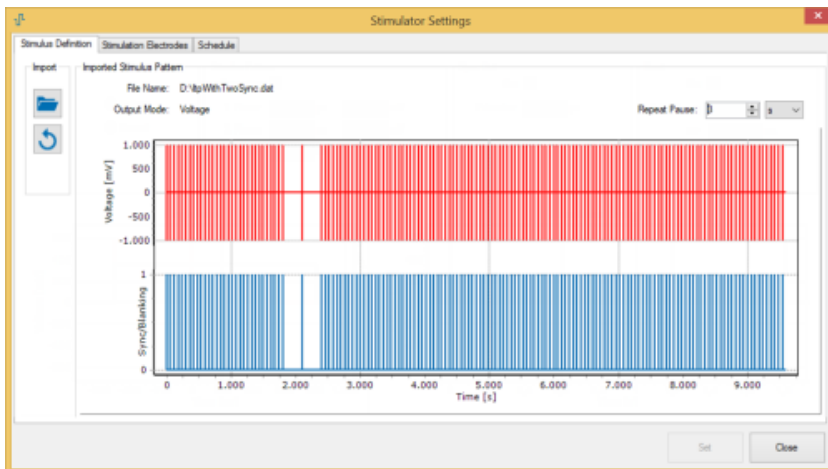 Stimulator Settings
Stimulus Definition Stimulation Electrodes Schedule
Import
Imported Stimulus Pattern
File Name: D:\ltpWithTwoSync.dat
Output Mode: Voltage
Repeat Pause: s
Voltage [mV]
1.000
500
0
-500
-1.000
Sync/Blanking
1
0
0 1.000 2.000 3.000 4.000 5.000 6.000 7.000 8.000 9.000
Time [s]
Set Close